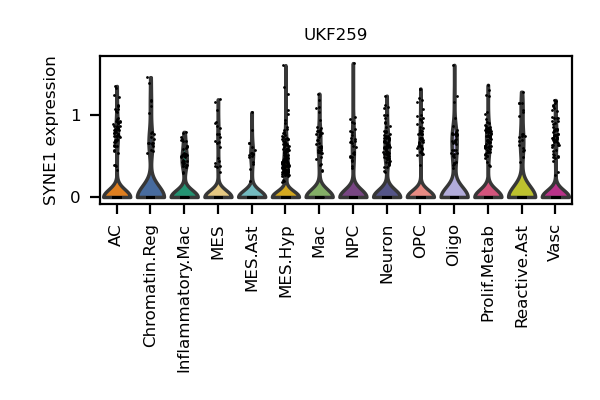 UKF259
SYNE1 expression
1
0
AC
Chromatin.Reg
Inflammatory.Mac
MES
MES.Ast
MES.Hyp
Mac
NPC
Neuron
OPC
Oligo
Prolif.Metab
Reactive.Ast
Vasc